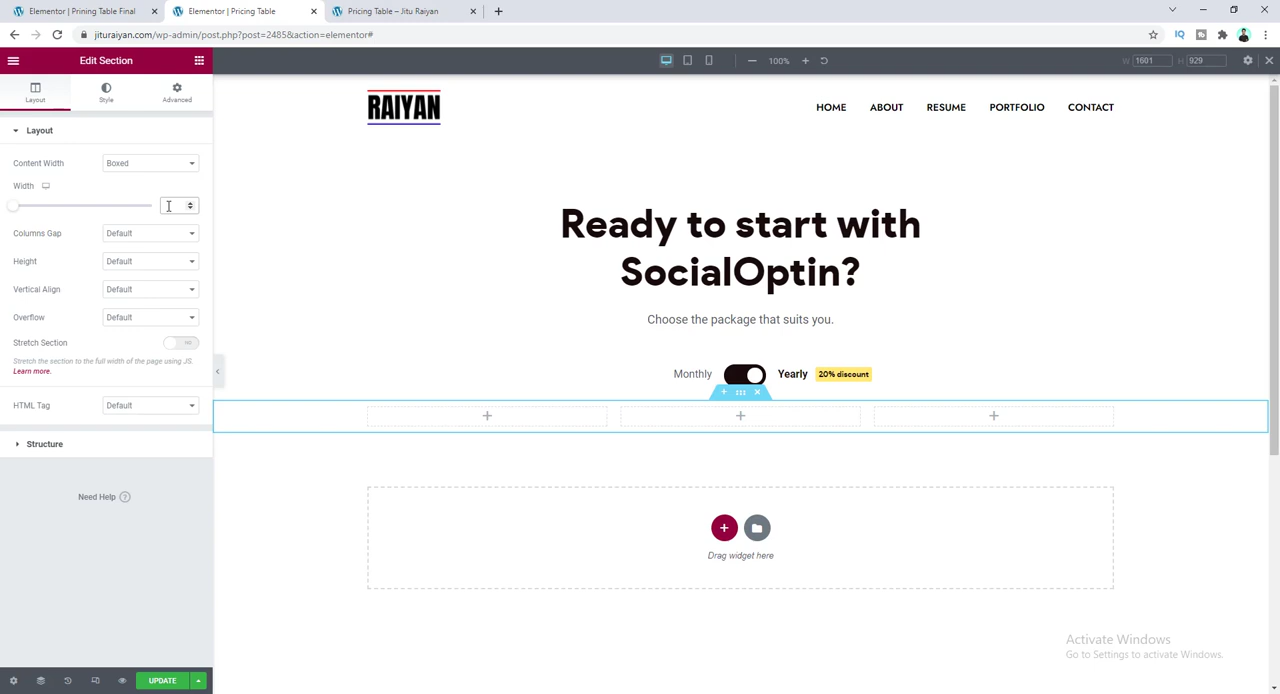 Elementor | Prining Table Final
Elementor | Pricing Table
Pricing Table – Jitu Raiyan
jituraiyan.com/wp-admin/post.php?post=2485&action=elementor#
IQ
Edit Section
100%
W 1601 H 929
Layout
Style
Advanced
Layout
Content Width
Boxed
Width
Columns Gap
Default
Height
Default
Vertical Align
Default
Overflow
Default
Stretch Section
Stretch the section to the full width of the page using JS.
Learn more.
HTML Tag
Default
Structure
Need Help ?
UPDATE
RAIYAN
HOME
ABOUT
RESUME
PORTFOLIO
CONTACT
Ready to start with
SocialOptin?
Choose the package that suits you.
Monthly
Yearly
20% discount
Drag widget here
Activate Windows
Go to Settings to activate Windows.